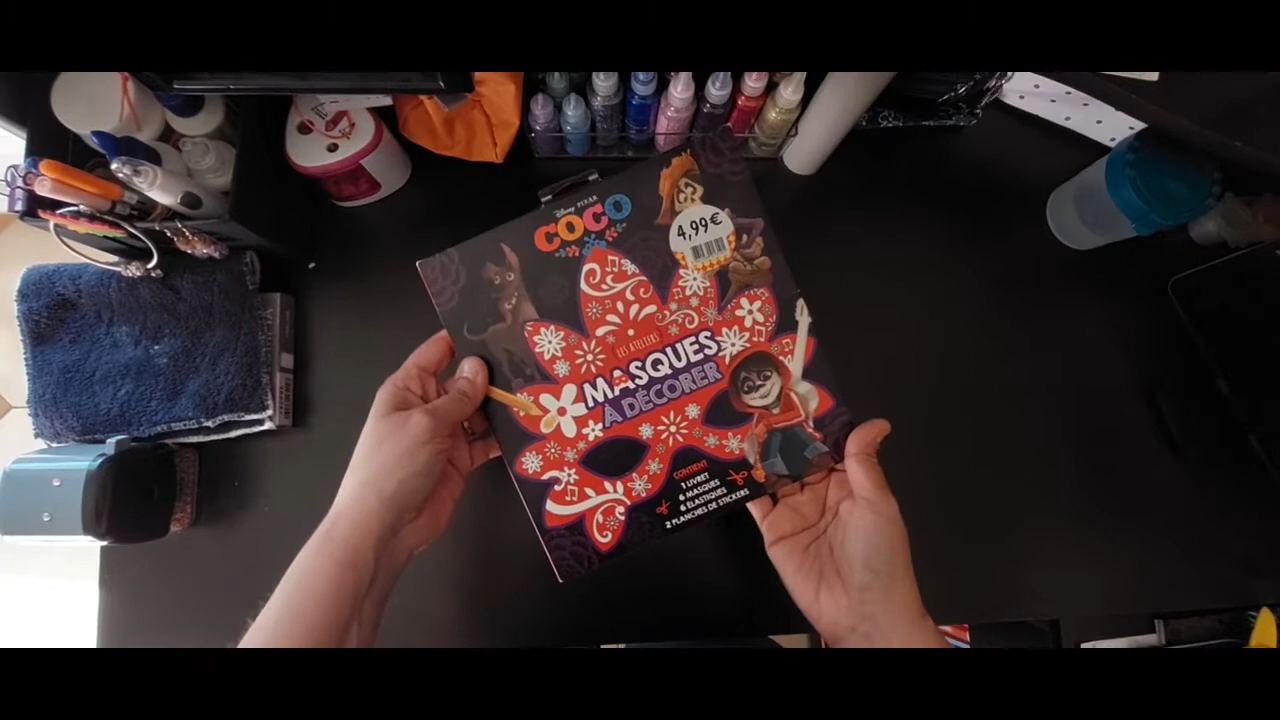 Disney PIXAR
COCO
4,99€
LES ATELIERS
MASQUES
À DÉCORER
CONTIENT
1 LIVRET
6 MASQUES
6 ÉLASTIQUES
2 PLANCHES DE STICKERS